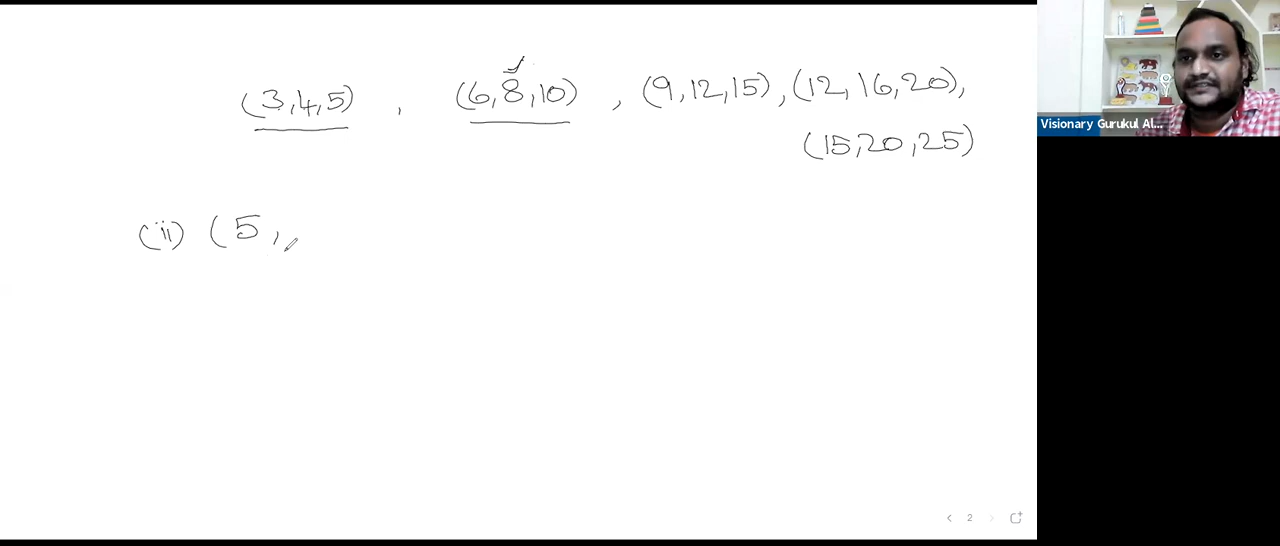 (3,4,5) , (6,8,10) , (9,12,15) , (12,16,20) ,
(15,20,25)
(ii) (5,
Visionary Gurukul Al...
2